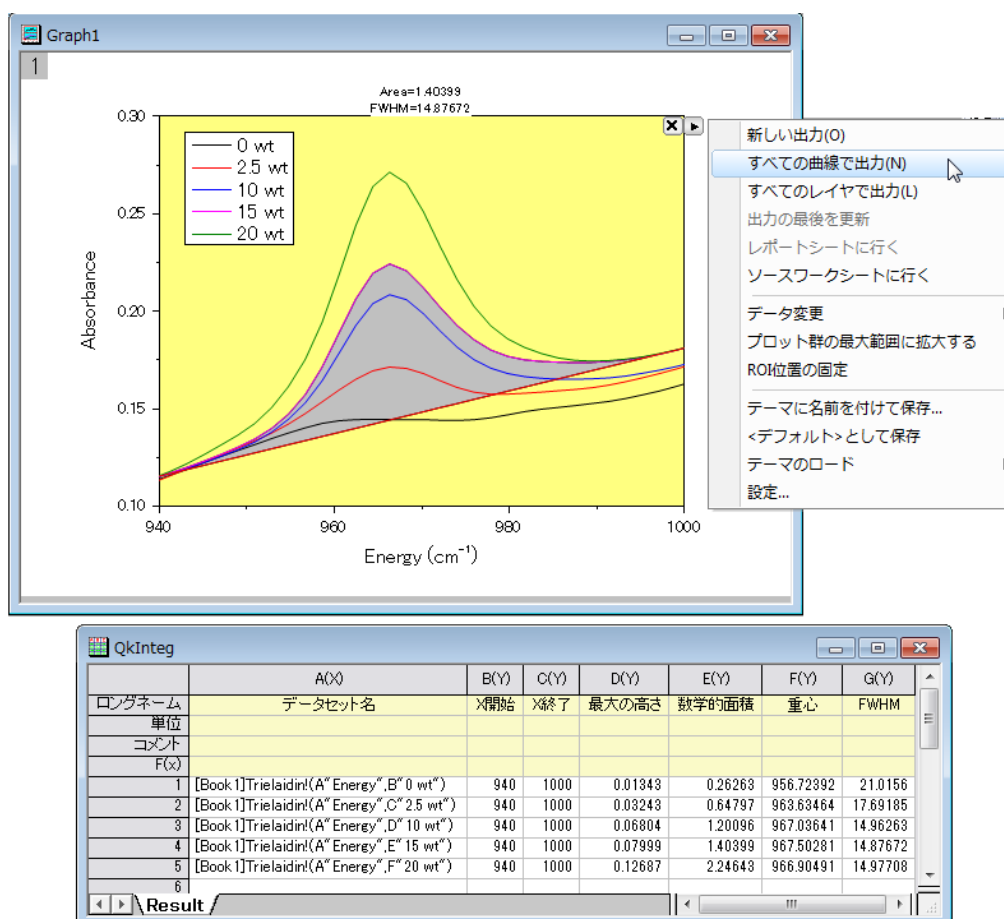 Graph1
1
Area=1.40399
FWHM=14.87672
0.30
0.25
0.20
0.15
0.10
Absorbance
0 wt
2.5 wt
10 wt
15 wt
20 wt
940
960
980
1000
Energy (cm⁻¹)
新しい出力(O)
すべての曲線で出力(N)
すべてのレイヤで出力(L)
出力の最後を更新
レポートシートに行く
ソースワークシートに行く
データ変更
プロット群の最大範囲に拡大する
ROI位置の固定
テーマに名前を付けて保存...
<デフォルト>として保存
テーマのロード
設定...
QkInteg
A(X) B(Y) C(Y) D(Y) E(Y) F(Y) G(Y)
ロングネーム データセット名 X開始 X終了 最大の高さ 数学的面積 重心 FWHM
単位
コメント
F(x)
1 [Book1]Trielaidin!(A"Energy",B"0 wt") 940 1000 0.01343 0.26263 956.72392 21.0156
2 [Book1]Trielaidin!(A"Energy",C"2.5 wt") 940 1000 0.03243 0.64797 963.63464 17.69185
3 [Book1]Trielaidin!(A"Energy",D"10 wt") 940 1000 0.06804 1.20096 967.03641 14.96263
4 [Book1]Trielaidin!(A"Energy",E"15 wt") 940 1000 0.07999 1.40399 967.50281 14.87672
5 [Book1]Trielaidin!(A"Energy",F"20 wt") 940 1000 0.12687 2.24643 966.90491 14.97708
6
Result